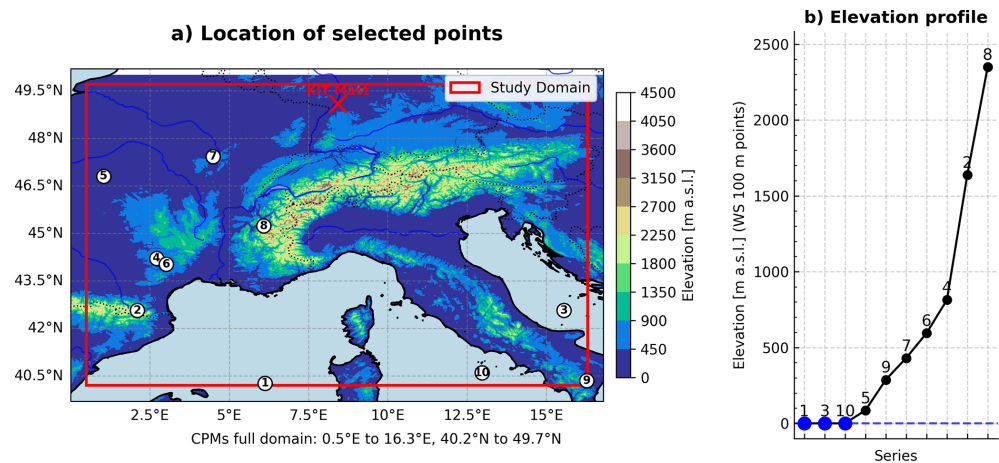 a) Location of selected points
49.5°N
48°N
46.5°N
45°N
43.5°N
42°N
40.5°N
KIT Mast
Study Domain
7
5
8
4
6
2
3
1
10
9
2.5°E
5°E
7.5°E
10°E
12.5°E
15°E
CPMs full domain: 0.5°E to 16.3°E, 40.2°N to 49.7°N
4500
4050
3600
3150
2700
2250
1800
1350
900
450
0
Elevation [m a.s.l.]
b) Elevation profile
Elevation [m a.s.l.] (WS 100 m points)
2500
2000
1500
1000
500
0
1
3
10
5
9
7
6
4
2
8
Series